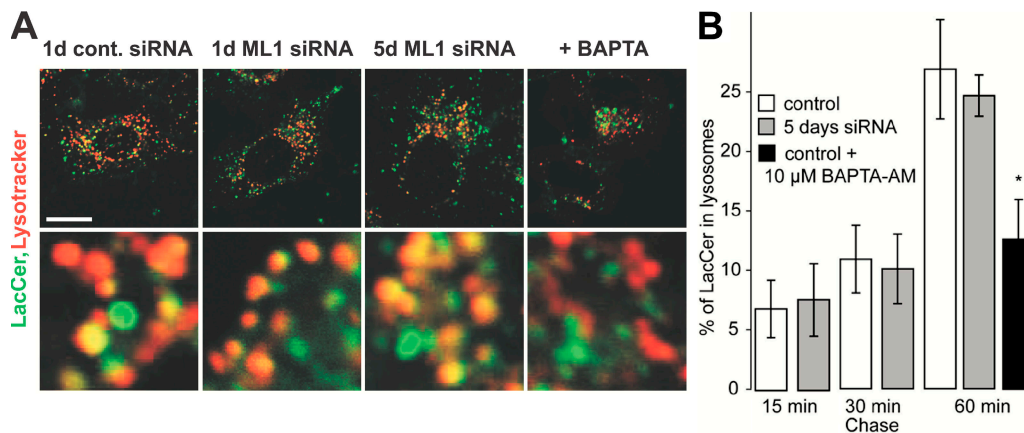 A
1d cont. siRNA 1d ML1 siRNA 5d ML1 siRNA + BAPTA
LacCer, Lysotracker
B
% of LacCer in lysosomes
25
20
15
10
5
0
control
5 days siRNA
control +
10 μM BAPTA-AM
*
15 min 30 min 60 min
Chase